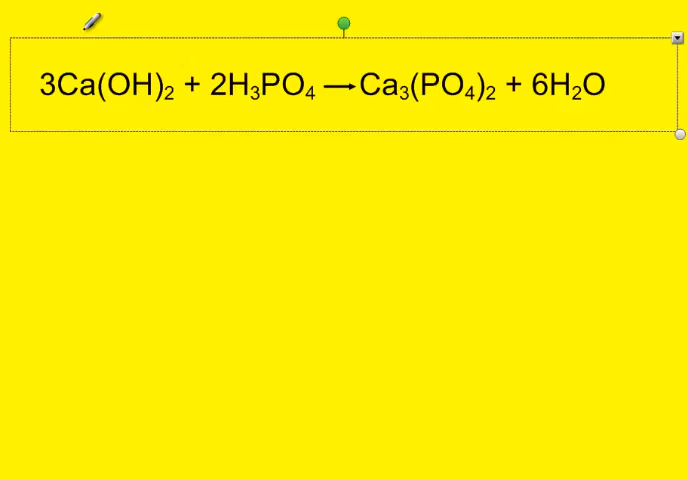 3Ca(OH)₂ + 2H₃PO₄ → Ca₃(PO₄)₂ + 6H₂O